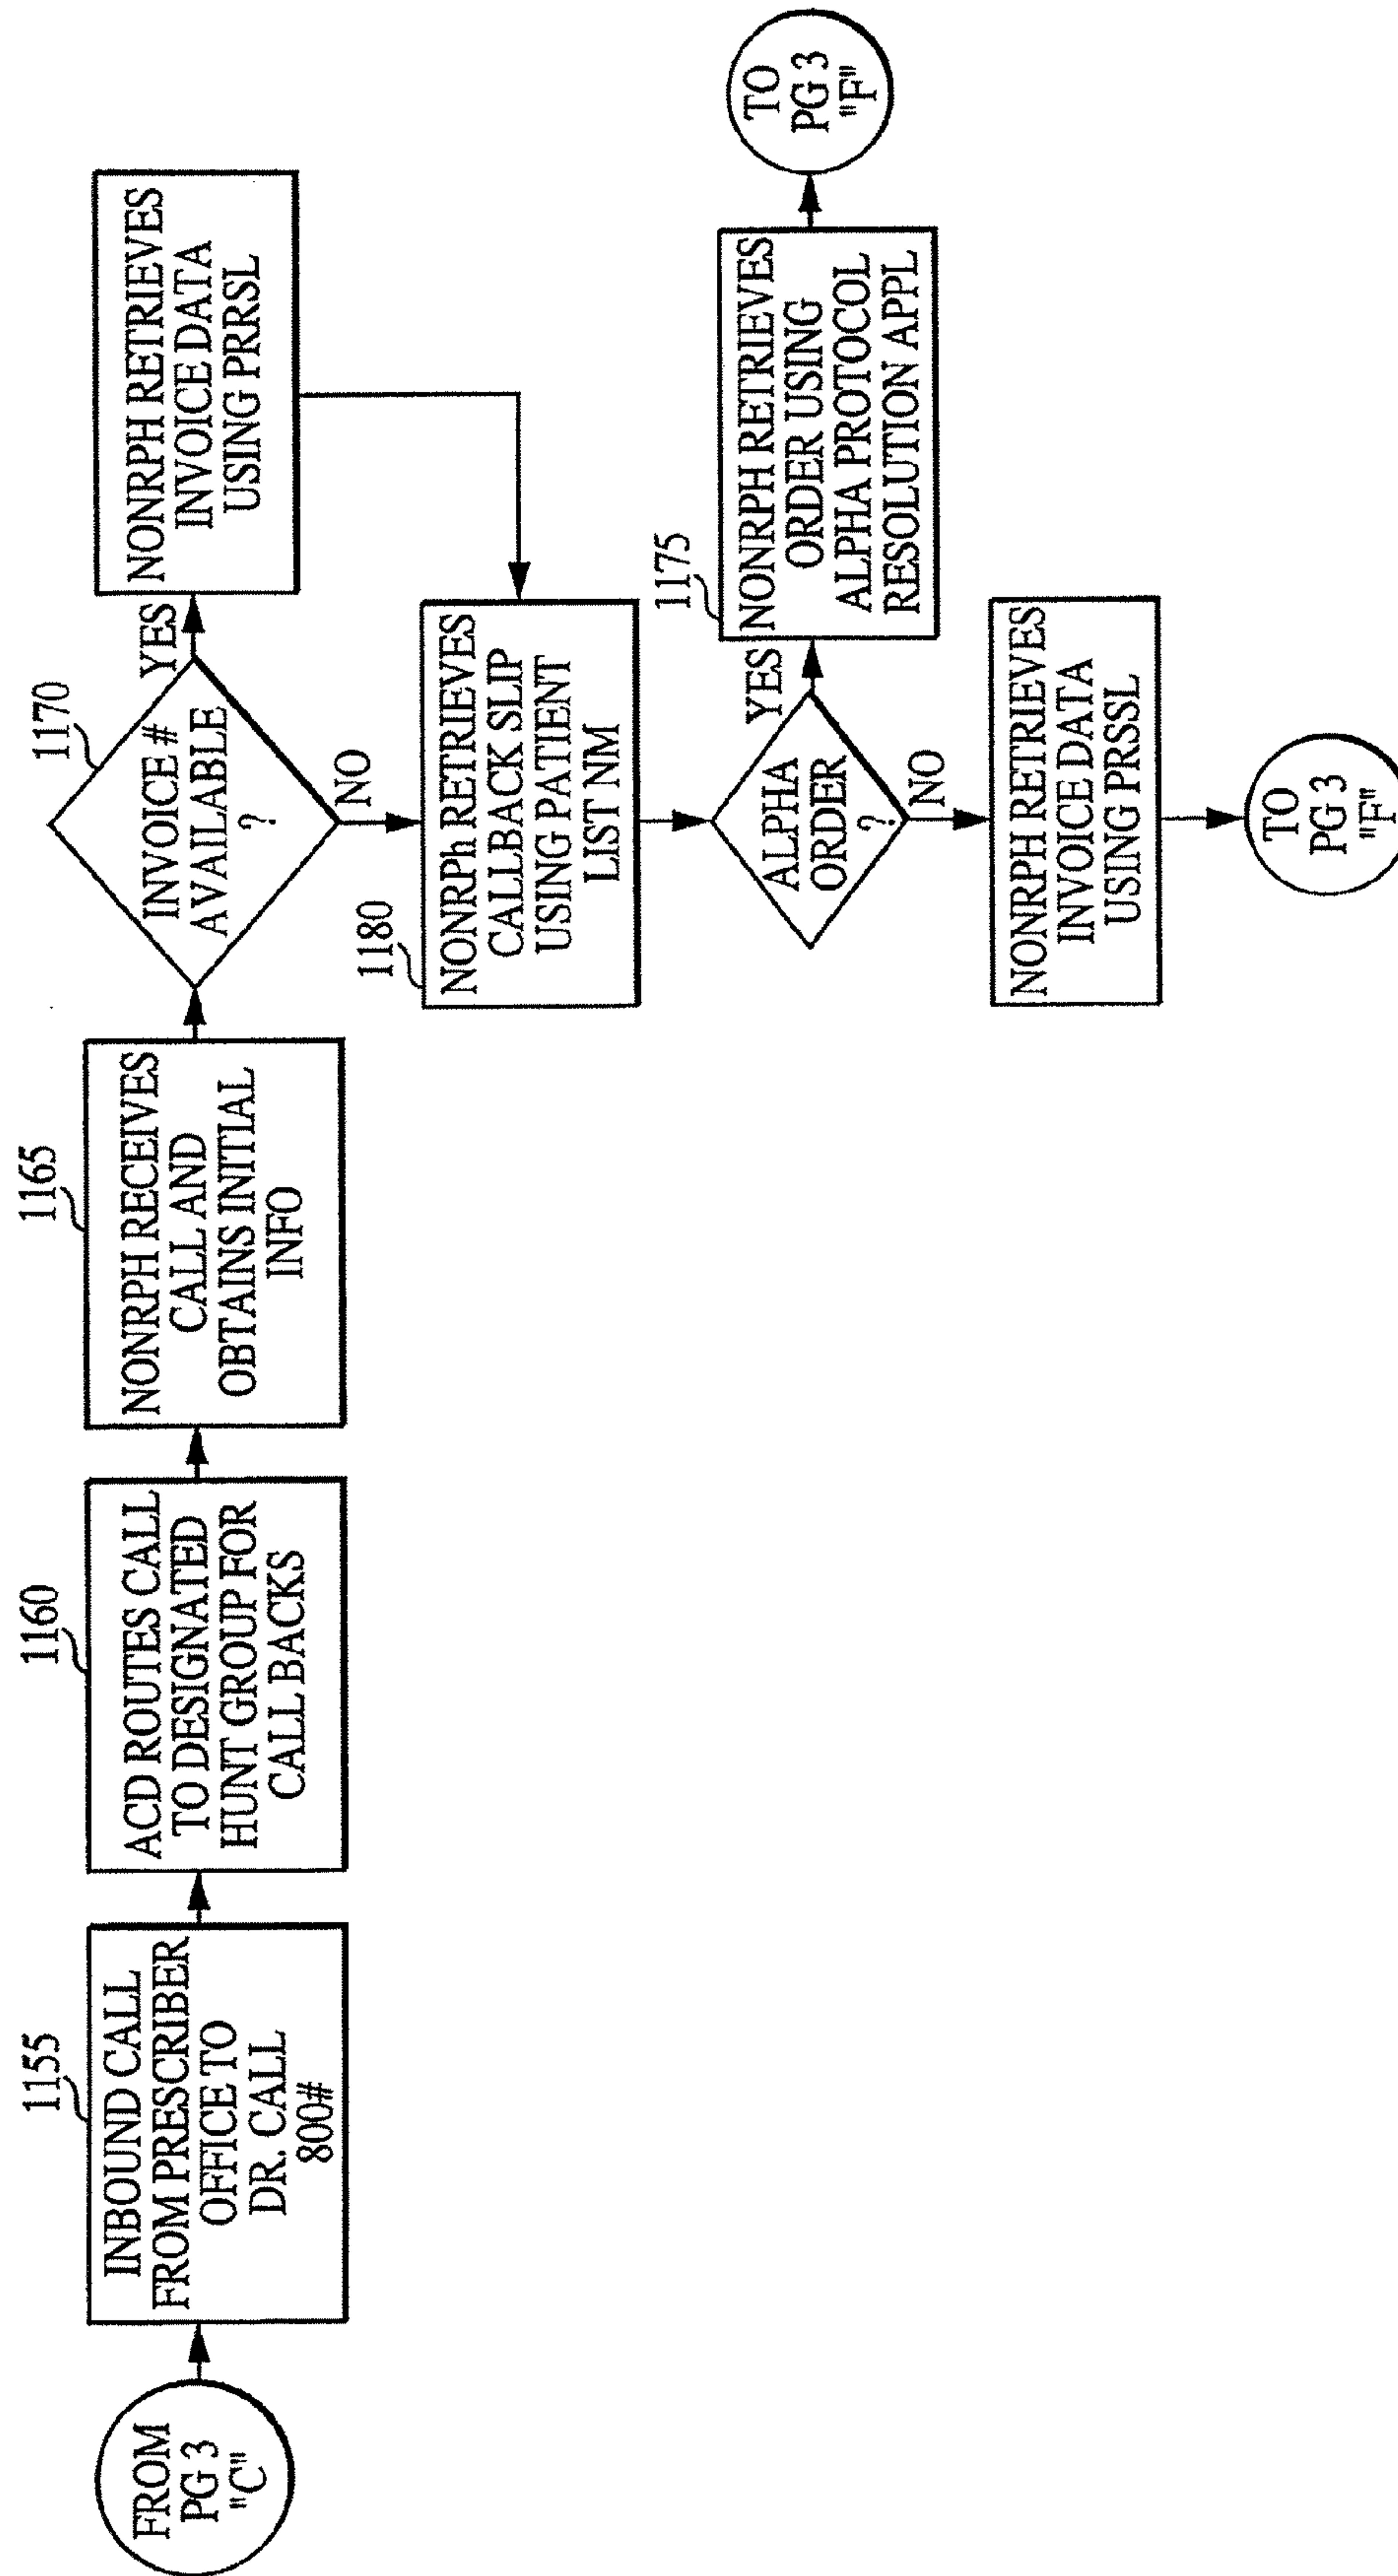 FROM
PG 3
"C"
1155
INBOUND CALL
FROM PRESCRIBER
OFFICE TO
DR. CALL
800#
1160
ACD ROUTES CALL
TO DESIGNATED
HUNT GROUP FOR
CALL BACKS
1165
NONRPH RECEIVES
CALL AND
OBTAINS INITIAL
INFO
1170
INVOICE #
AVAILABLE
?
YES
NO
NONRPH RETRIEVES
INVOICE DATA
USING PRRSL
1180
NONRPh RETRIEVES
CALLBACK SLIP
USING PATIENT
LIST NM
ALPHA
ORDER
?
YES
NO
1175
NONRPH RETRIEVES
ORDER USING
ALPHA PROTOCOL
RESOLUTION APPL
TO
PG 3
"F"
NONRPH RETRIEVES
INVOICE DATA
USING PRSSL
TO
PG 3
"F"